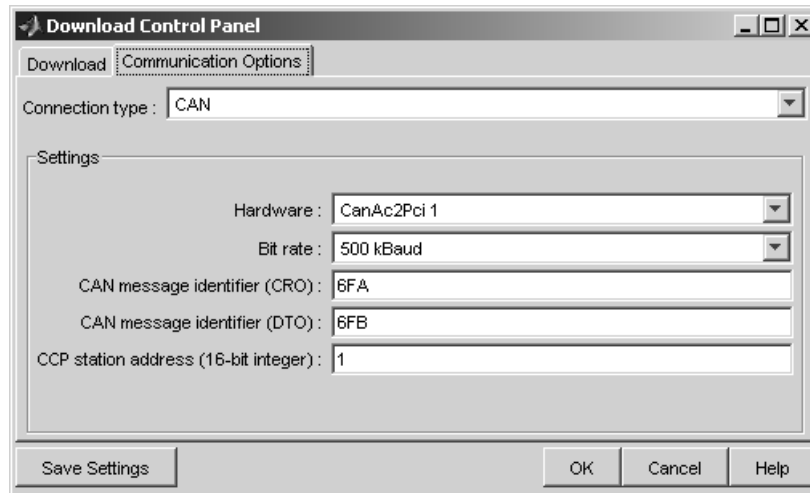 Download Control Panel
Download Communication Options
Connection type : CAN
Settings
Hardware : CanAc2Pci 1
Bit rate : 500 kBaud
CAN message identifier (CRO) : 6FA
CAN message identifier (DTO) : 6FB
CCP station address (16-bit integer) : 1
Save Settings OK Cancel Help